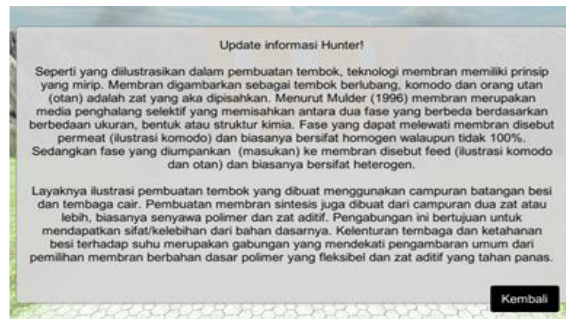 Update informasi Hunter!
Seperti yang diilustrasikan dalam pembuatan tembok, teknologi membran memiliki prinsip
yang mirip. Membran digambarkan sebagai tembok berlubang, komodo dan orang utan
(otan) adalah zat yang aka dipisahkan. Menurut Mulder (1996) membran merupakan
media penghalang selektif yang memisahkan antara dua fase yang berbeda berdasarkan
berbedaan ukuran, bentuk atau struktur kimia. Fase yang dapat melewati membran disebut
permeat (ilustrasi komodo) dan biasanya bersifat homogen walaupun tidak 100%.
Sedangkan fase yang diumpankan (masukan) ke membran disebut feed (ilustrasi komodo
dan otan) dan biasanya bersifat heterogen.
Layaknya ilustrasi pembuatan tembok yang dibuat menggunakan campuran batangan besi
dan tembaga cair. Pembuatan membran sintesis juga dibuat dari campuran dua zat atau
lebih, biasanya senyawa polimer dan zat aditif. Pengabungan ini bertujuan untuk
mendapatkan sifat/kelebihan dari bahan dasarnya. Kelenturan tembaga dan ketahanan
besi terhadap suhu merupakan gabungan yang mendekati pengambaran umum dari
pemilihan membran berbahan dasar polimer yang fleksibel dan zat aditif yang tahan panas.
Kembali